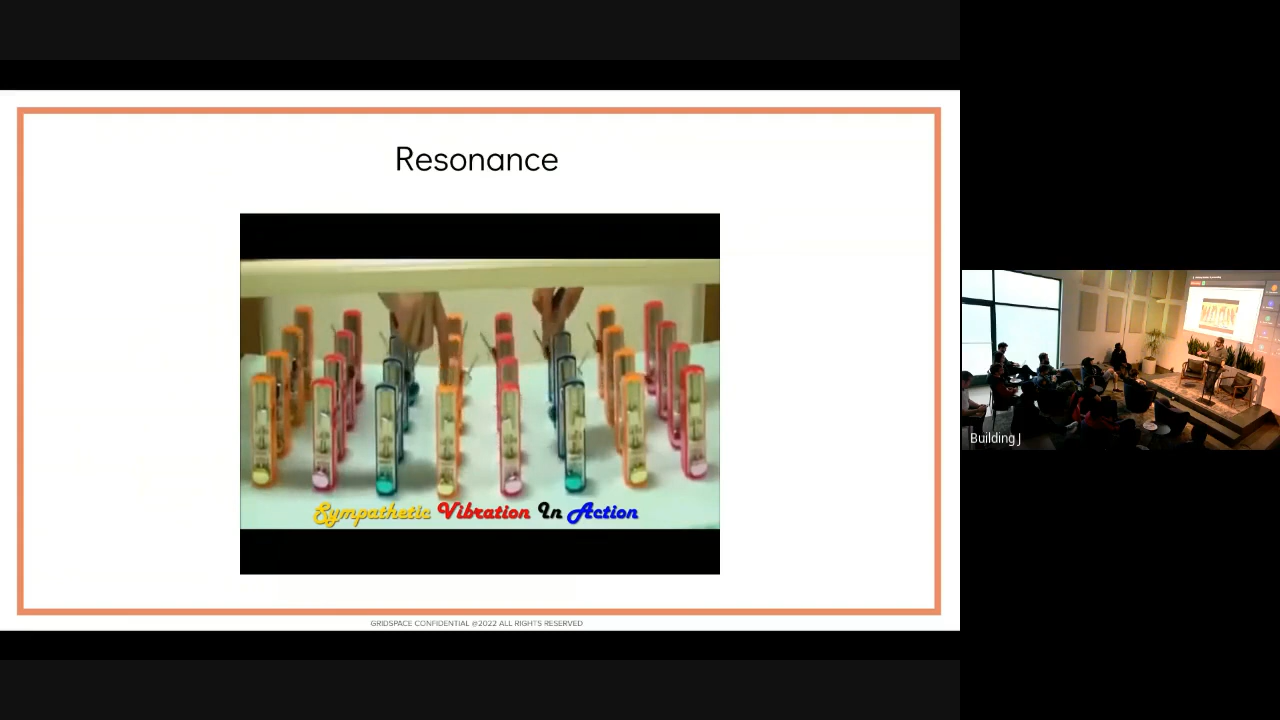 Resonance
Sympathetic Vibration In Action
GRIDSPACE CONFIDENTIAL @2022 ALL RIGHTS RESERVED
Building J